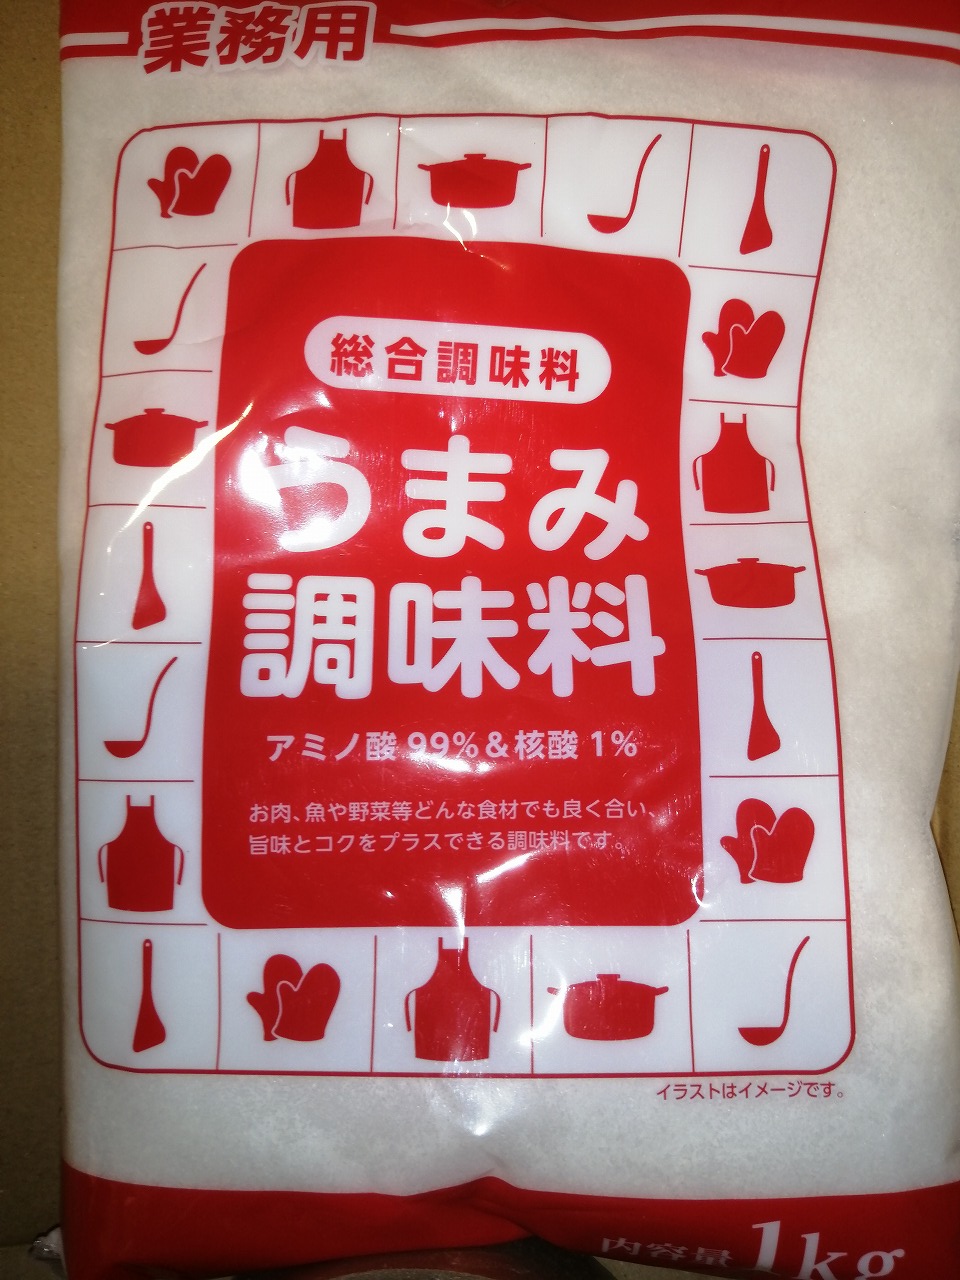 業務用
総合調味料
うまみ
調味料
アミノ酸 99%&核酸 1%
お肉、魚や野菜等どんな食材でも良く合い、
旨味とコクをプラスできる調味料です。
イラストはイメージです。
内容量 1kg